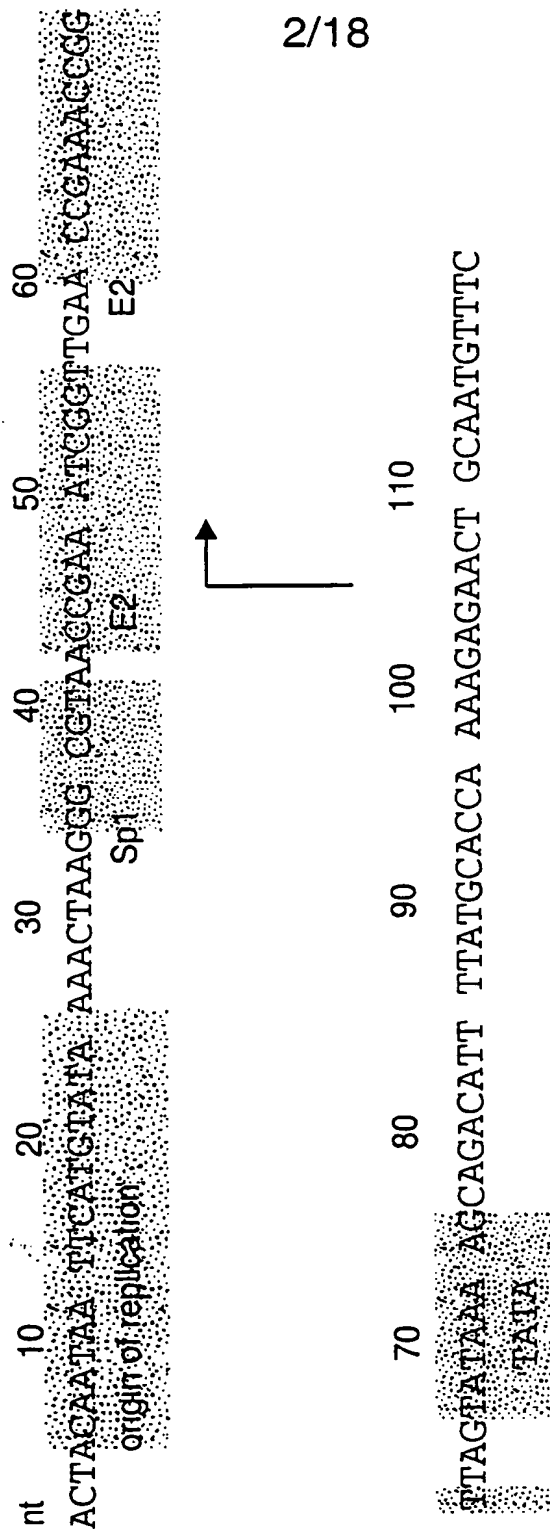 2/18
nt 10 20 30 40 50 60
ACTACAATAA TTCATGTATA AAACTAAGGG CGTAACCGAA ATCGGTTGAA CCGAAACCGG
origin of replication Sp1 E2 E2
70 80 90 100 110
TTAGTATAAA AGCAGACATT TTATGCACCA AAAGAGAACT GCAATGTTTC
TATA